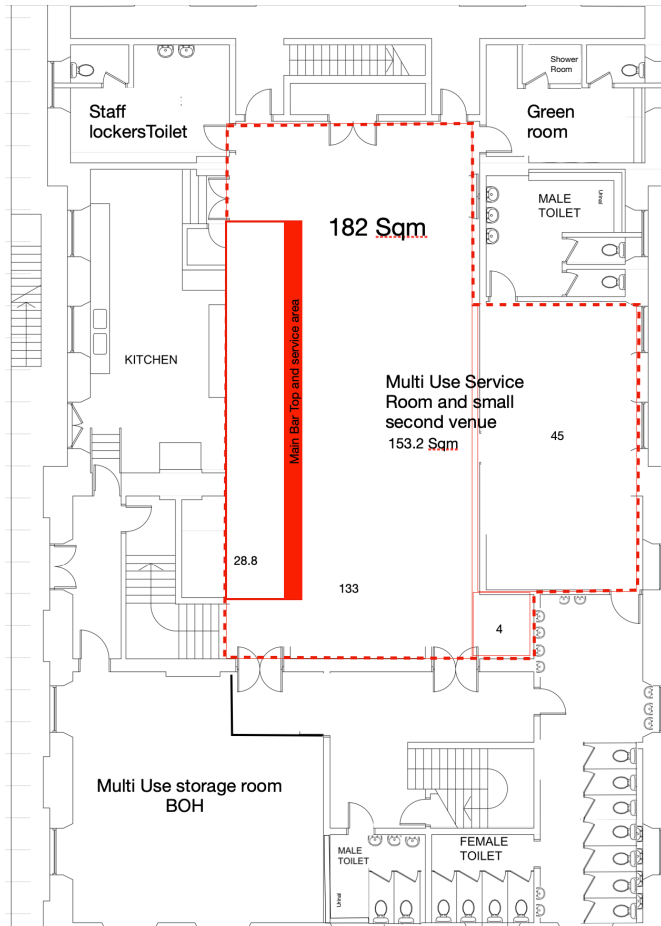 Shower
Room
Staff
lockersToilet
Green
room
MALE
TOILET
Urinal
182 Sqm
Main Bar Top and service area
KITCHEN
Multi Use Service
Room and small
second venue
153.2 Sqm
45
28.8
133
4
Multi Use storage room
BOH
MALE
TOILET
FEMALE
TOILET
Urinal